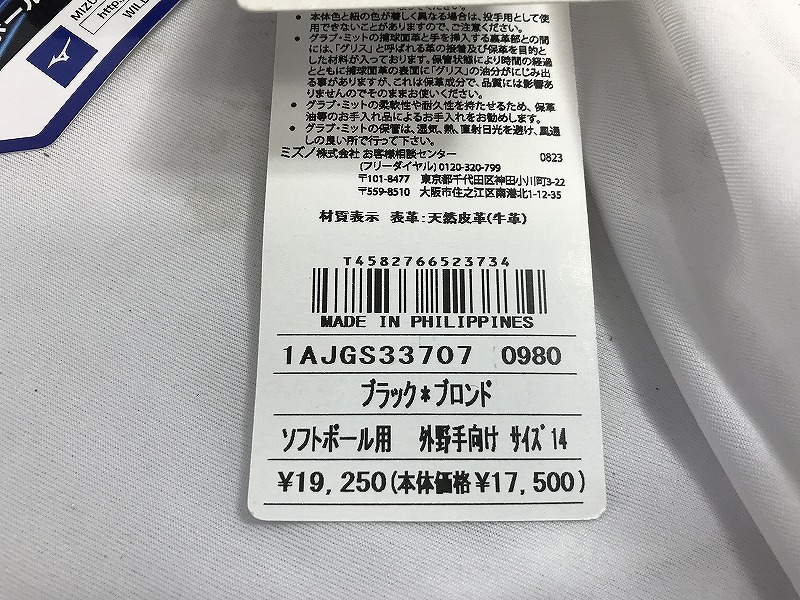 ボール
MIZU
http:
WILL
● 本体色と紐の色が著しく異なる場合は、投手用として使
用できないことがありますので、ご注意ください。
● グラブ・ミットの捕球面革と手を挿入する裏革部との間
には、「グリス」と呼ばれる革の接着及び保革を目的と
した材料が入っております。保管状態により時間の経過
とともに捕球面革の表面に「グリス」の油分がにじみ出
る事がありますが、これは保革成分で、品質には影響あ
りませんのでそのままお使いください。
● グラブ・ミットの柔軟性や耐久性を持たせるため、保革
油等のお手入れ品によるお手入れをお勧めします。
● グラブ・ミットの保管は、湿気、熱、直射日光を避け、風通
しの良い所で行って下さい。
ミズノ株式会社 お客様相談センター 0823
(フリーダイヤル) 0120-320-799
〒101-8477 東京都千代田区神田小川町3-22
〒559-8510 大阪市住之江区南港北1-12-35
材質表示 表革:天然皮革(牛革)
T4582766523734
MADE IN PHILIPPINES
1AJGS33707 0980
ブラック*ブロンド
ソフトボール用 外野手向け サイズ14
¥19,250(本体価格¥17,500)